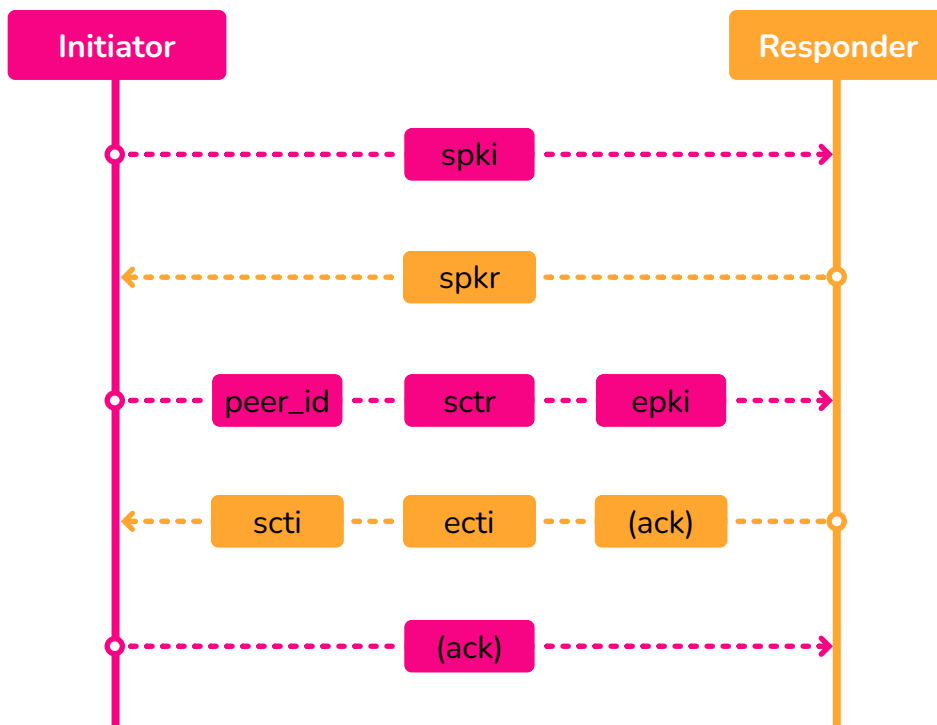 Initiator Responder
spki
spkr
peer_id sctr epki
scti ecti (ack)
(ack)